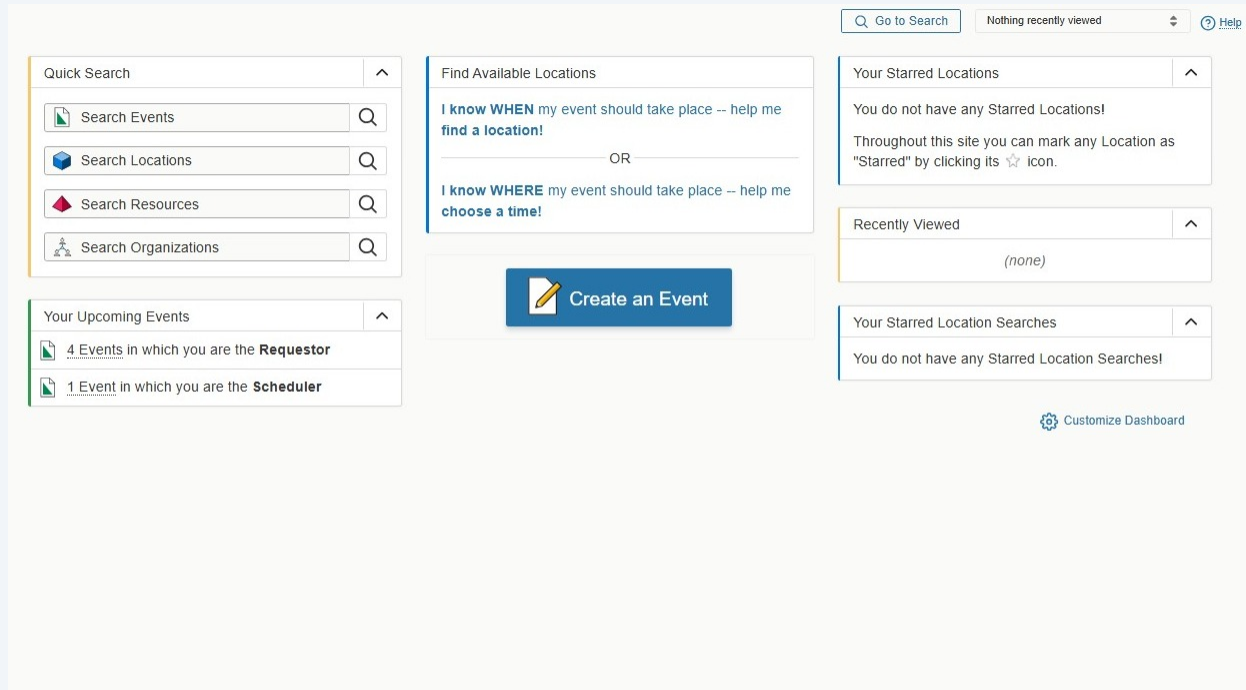 Go to Search
Nothing recently viewed
Help
Quick Search
Search Events
Search Locations
Search Resources
Search Organizations
Your Upcoming Events
4 Events in which you are the Requestor
1 Event in which you are the Scheduler
Find Available Locations
I know WHEN my event should take place -- help me
find a location!
OR
I know WHERE my event should take place -- help me
choose a time!
Create an Event
Your Starred Locations
You do not have any Starred Locations!
Throughout this site you can mark any Location as
"Starred" by clicking its icon.
Recently Viewed
(none)
Your Starred Location Searches
You do not have any Starred Location Searches!
Customize Dashboard